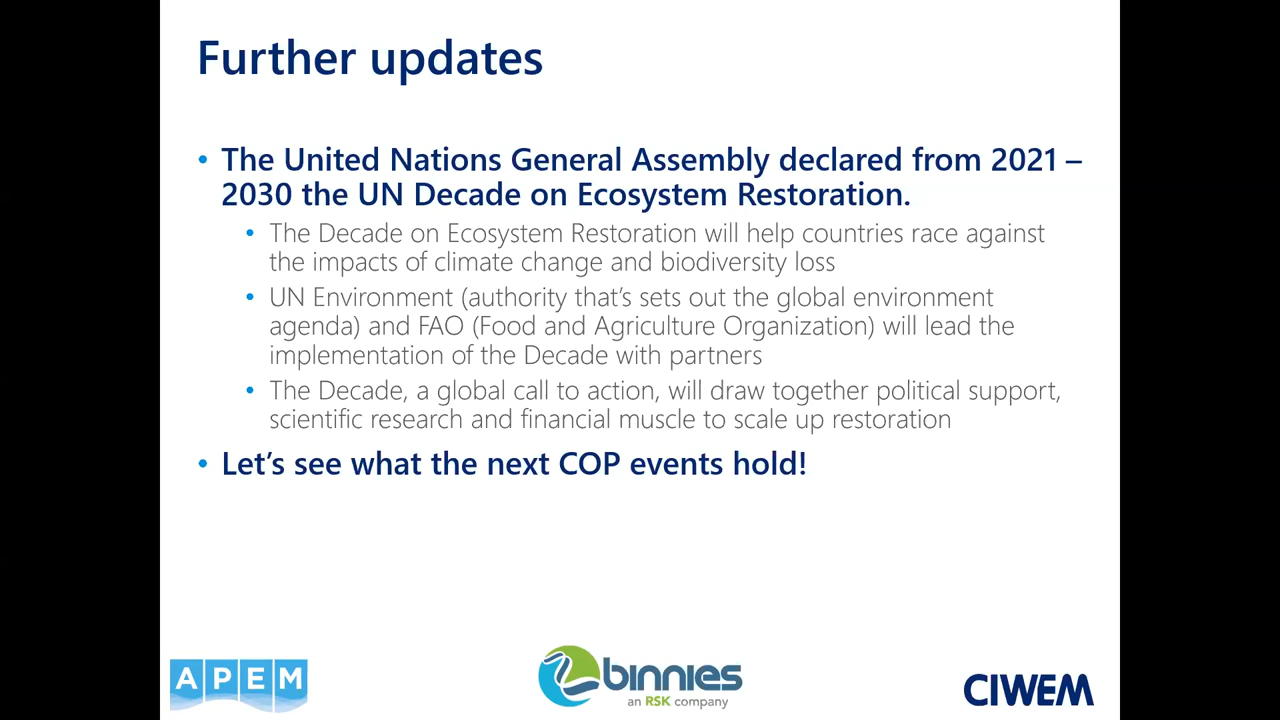 Further updates
• The United Nations General Assembly declared from 2021 –
2030 the UN Decade on Ecosystem Restoration.
• The Decade on Ecosystem Restoration will help countries race against
the impacts of climate change and biodiversity loss
• UN Environment (authority that’s sets out the global environment
agenda) and FAO (Food and Agriculture Organization) will lead the
implementation of the Decade with partners
• The Decade, a global call to action, will draw together political support,
scientific research and financial muscle to scale up restoration
• Let’s see what the next COP events hold!
APEM
binnies
an RSK company
CIWEM